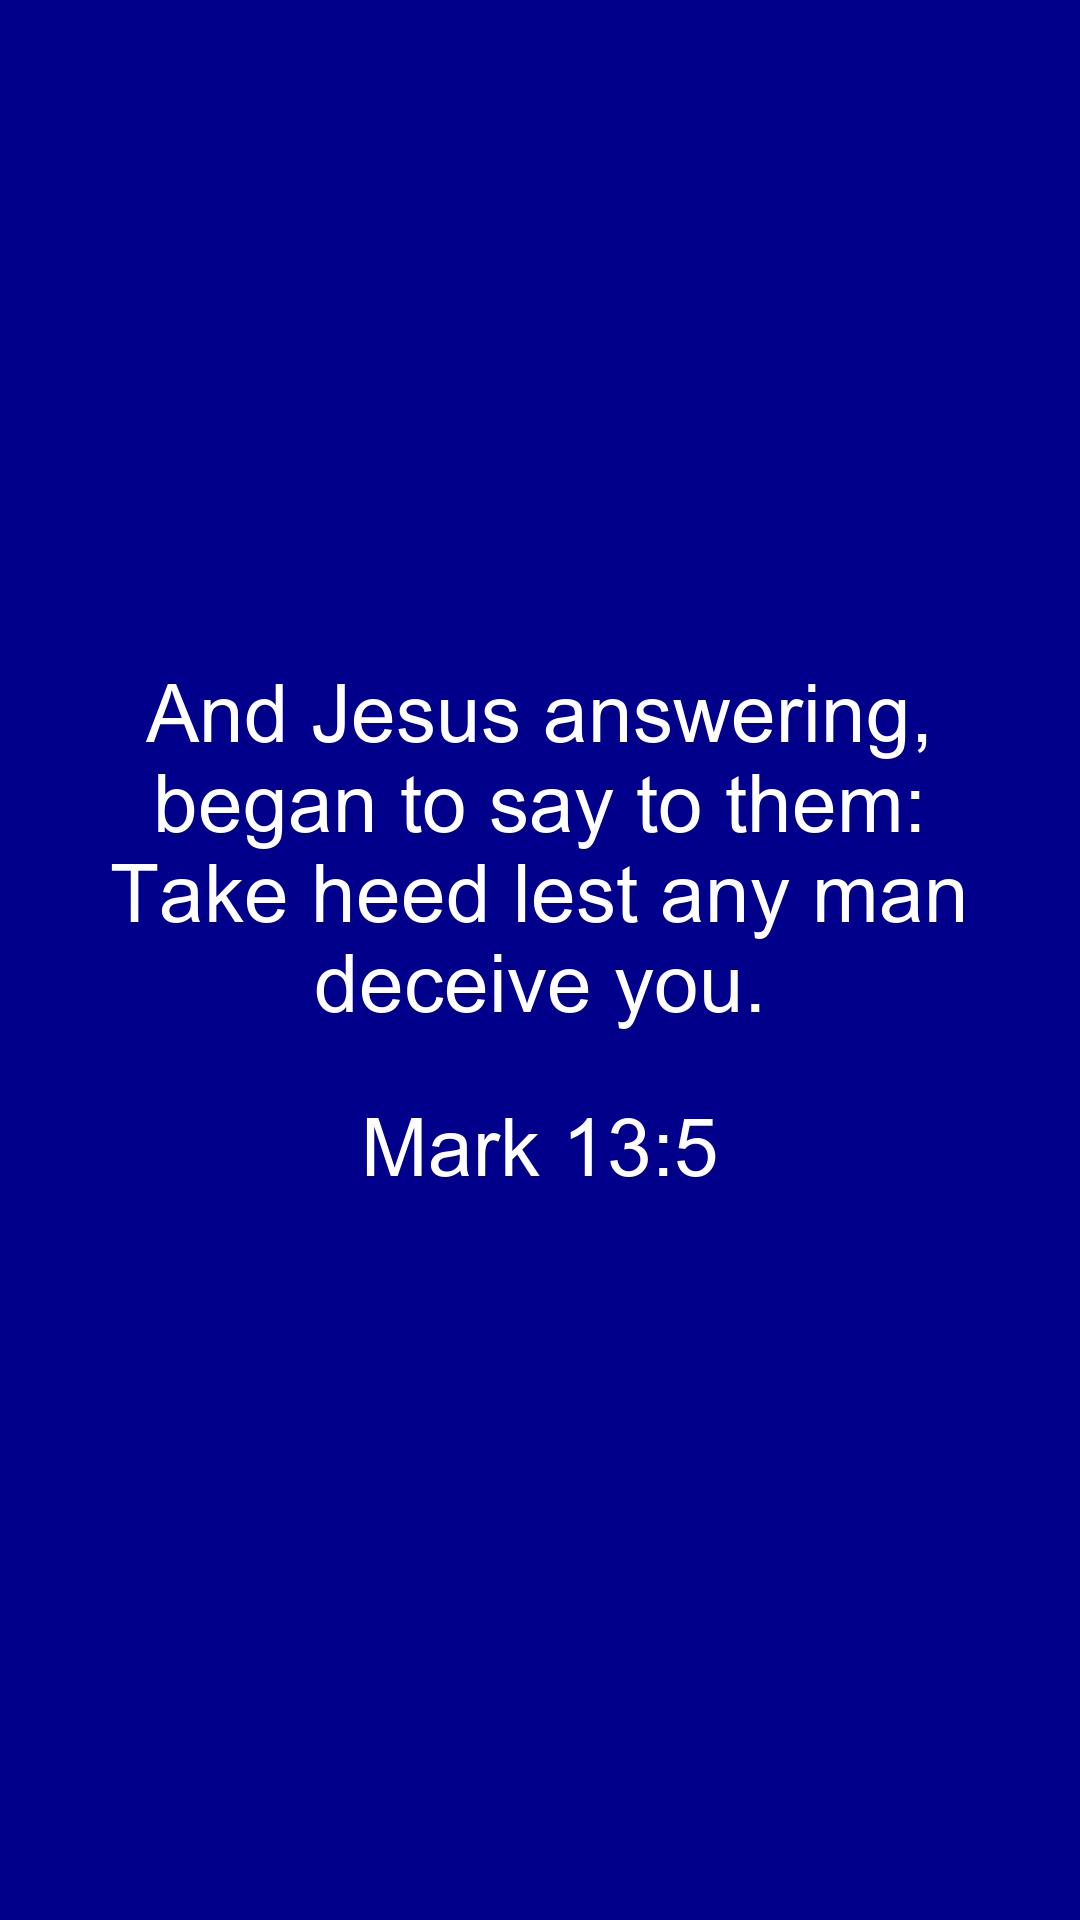 And Jesus answering,
began to say to them:
Take heed lest any man
deceive you.
Mark 13:5